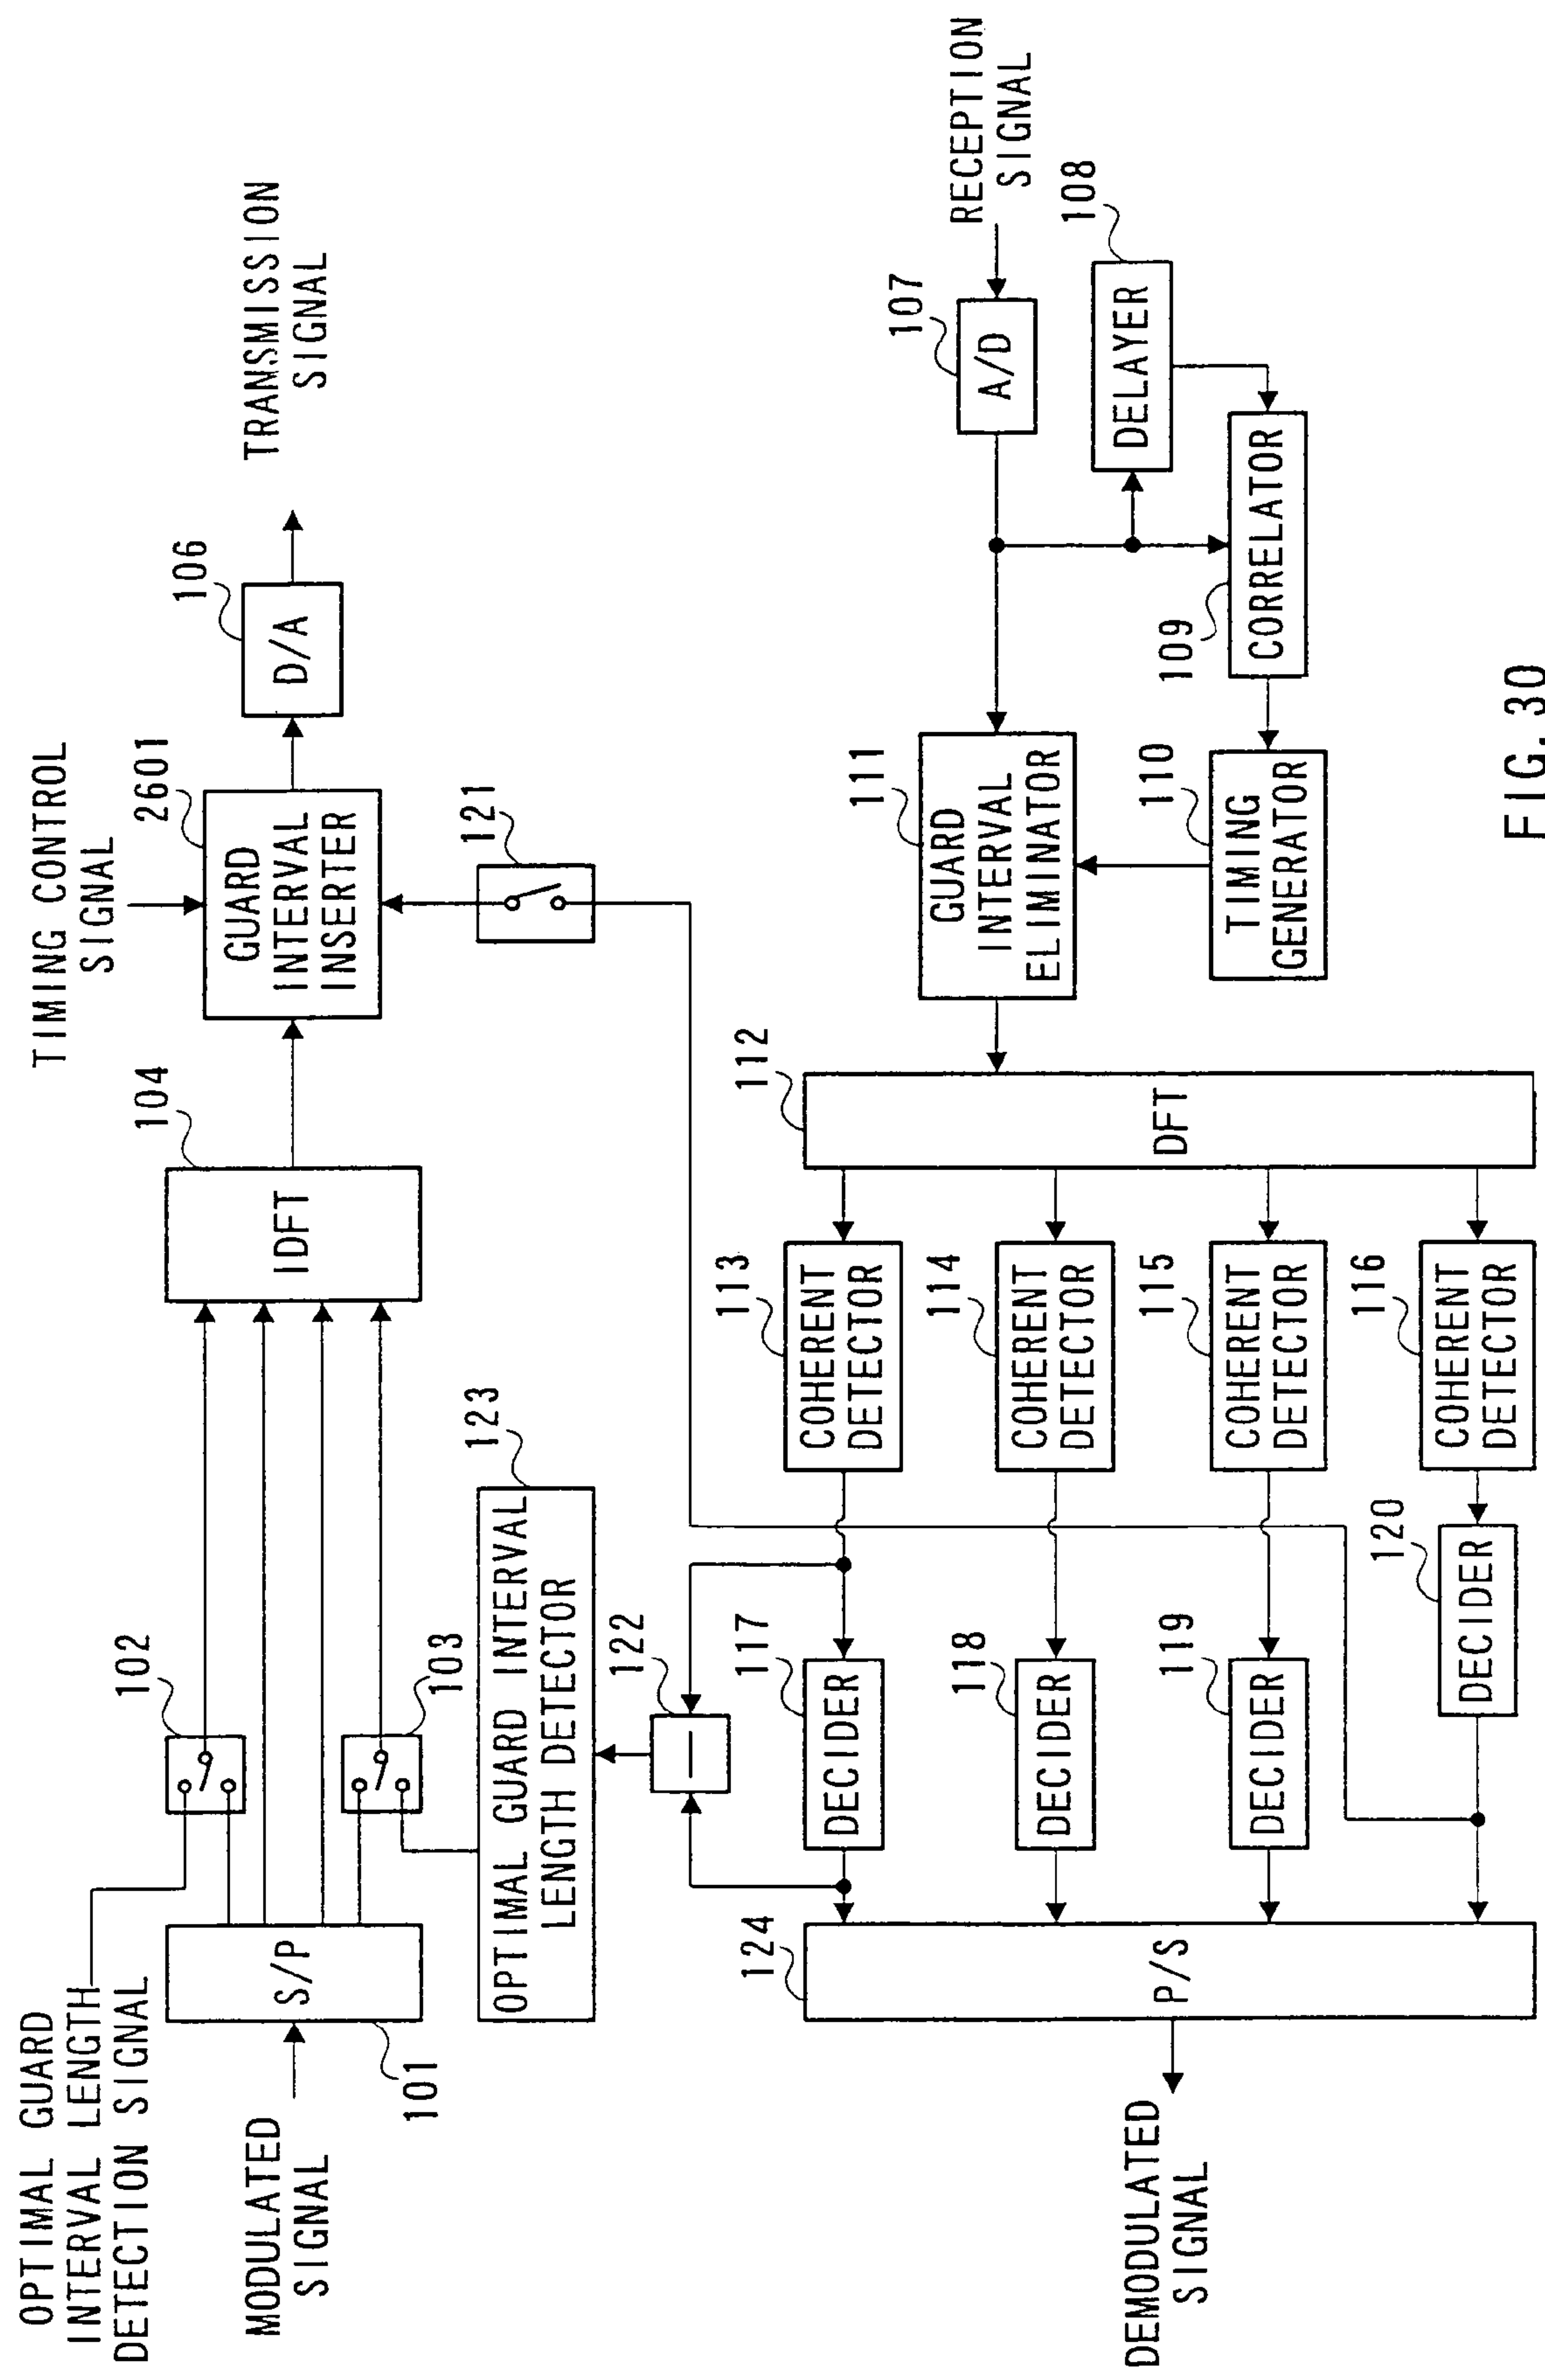 OPTIMAL GUARD
INTERVAL LENGTH
DETECTION SIGNAL
MODULATED
SIGNAL
101
S/P
102
103
104
IDFT
TIMING CONTROL
SIGNAL
2601
GUARD
INTERVAL
INSERTER
106
D/A
TRANSMISSION
SIGNAL
121
123
OPTIMAL GUARD INTERVAL
LENGTH DETECTOR
122
RECEPTION
SIGNAL
107
A/D
108
DELAYER
109
CORRELATOR
110
TIMING
GENERATOR
111
GUARD
INTERVAL
ELIMINATOR
112
DFT
113
COHERENT
DETECTOR
114
COHERENT
DETECTOR
115
COHERENT
DETECTOR
116
COHERENT
DETECTOR
117
DECIDER
118
DECIDER
119
DECIDER
120
DECIDER
124
P/S
DEMODULATED
SIGNAL
FIG. 30